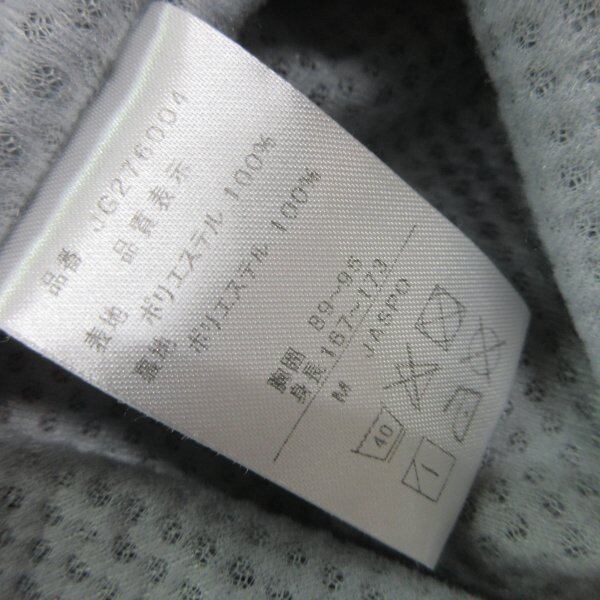 品番 JG276004
品質表示
表地 ポリエステル 100%
裏地 ポリエステル 100%
胸囲 89~95
身長 167~173
M JASPO
40